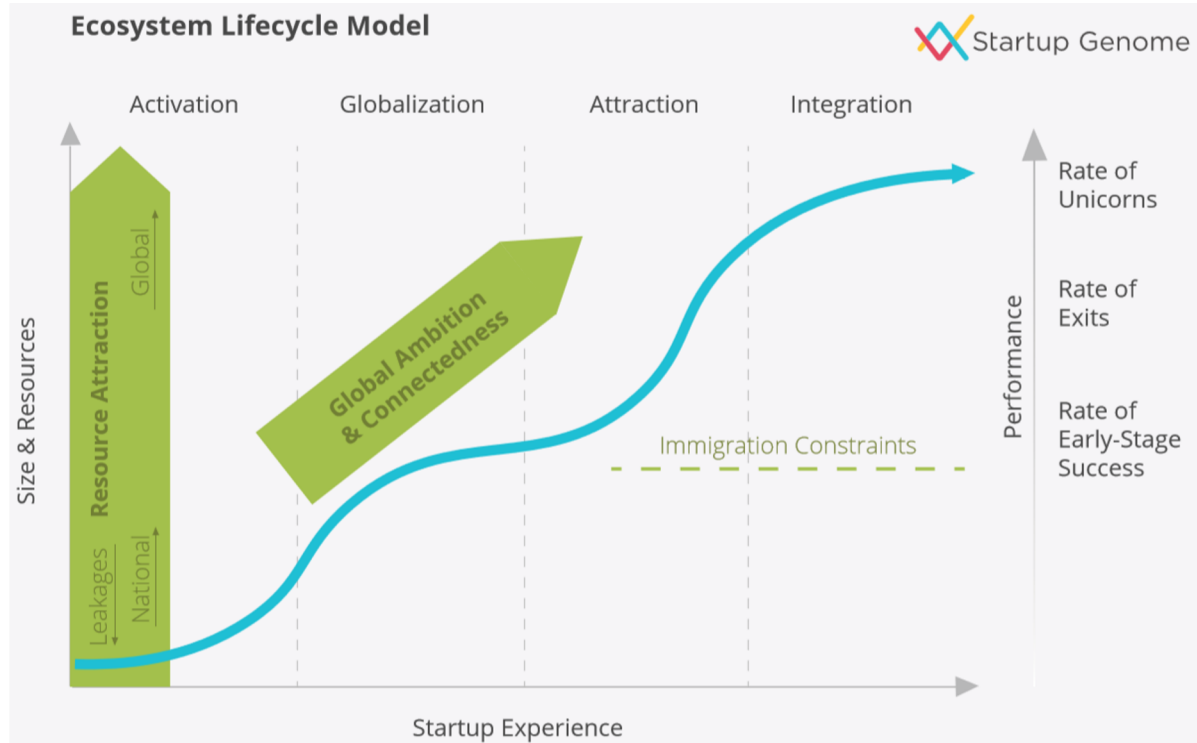 Ecosystem Lifecycle Model
Startup Genome
Activation
Globalization
Attraction
Integration
Size & Resources
Resource Attraction
Global
National
Leakages
Global Ambition
& Connectedness
Immigration Constraints
Performance
Rate of
Unicorns
Rate of
Exits
Rate of
Early-Stage
Success
Startup Experience